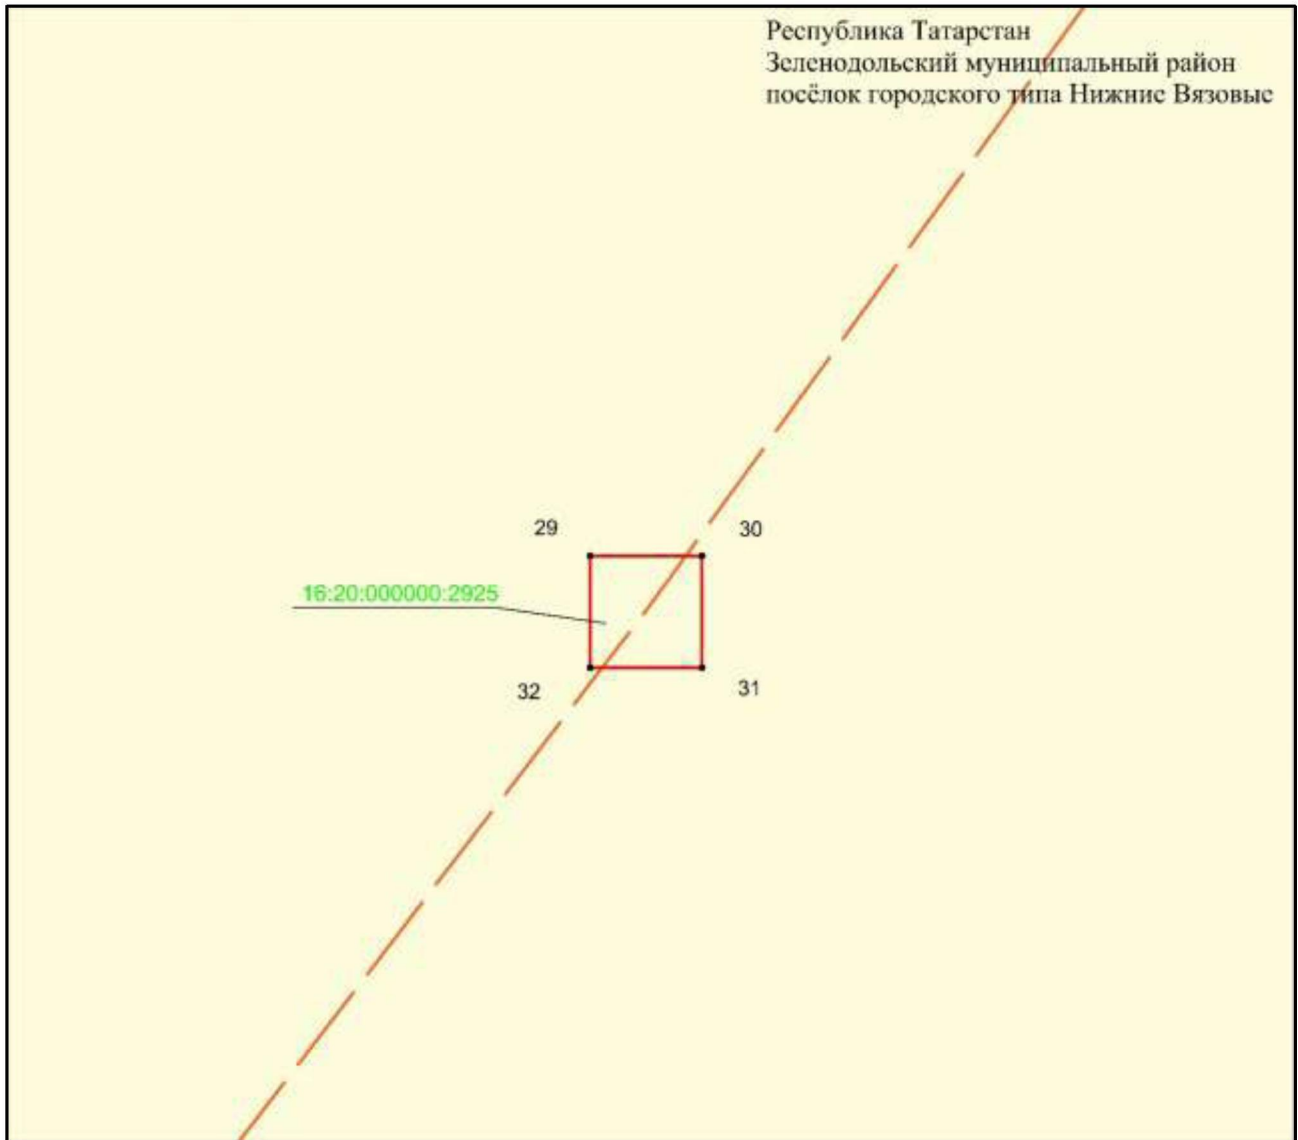 Республика Татарстан
Зеленодольский муниципальный район
посёлок городского типа Нижние Вязовые
29
30
16:20:000000:2925
32
31